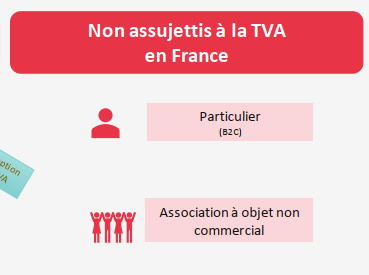 Non assujettis à la TVA
en France
Particulier
(B2C)
Association à objet non
commercial